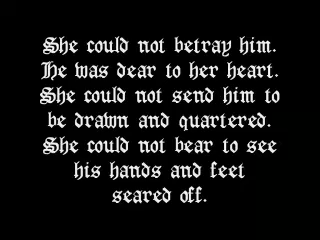 She could not betray him.
He was dear to her heart.
She could not send him to
be drawn and quartered.
She could not bear to see
his hands and feet
seared off.